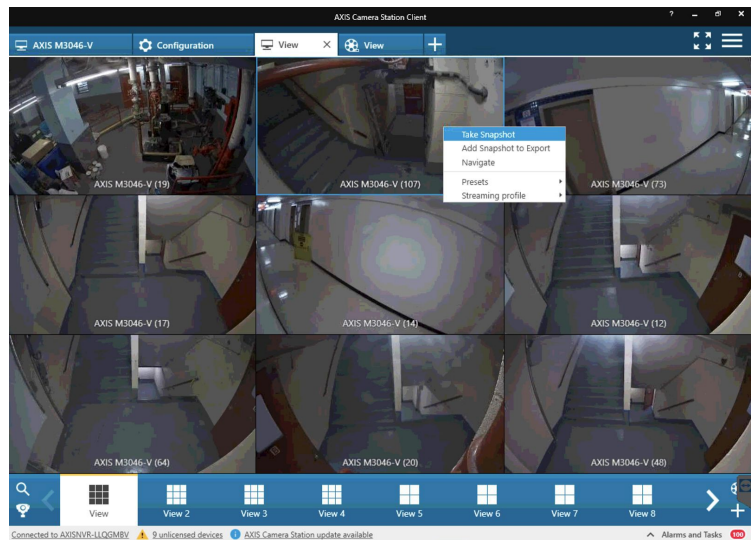 AXIS Camera Station Client
?
AXIS M3046-V
Configuration
View
View
AXIS M3046-V (19)
AXIS M3046-V (107)
AXIS M3046-V (73)
Take Snapshot
Add Snapshot to Export
Navigate
Presets
Streaming profile
AXIS M3046-V (17)
AXIS M3046-V (14)
AXIS M3046-V (12)
AXIS M3046-V (64)
AXIS M3046-V (20)
AXIS M3046-V (48)
View
View 2
View 3
View 4
View 5
View 6
View 7
View 8
Connected to AXISNVR-LLQGMBV
9 unlicensed devices
AXIS Camera Station update available
Alarms and Tasks
100